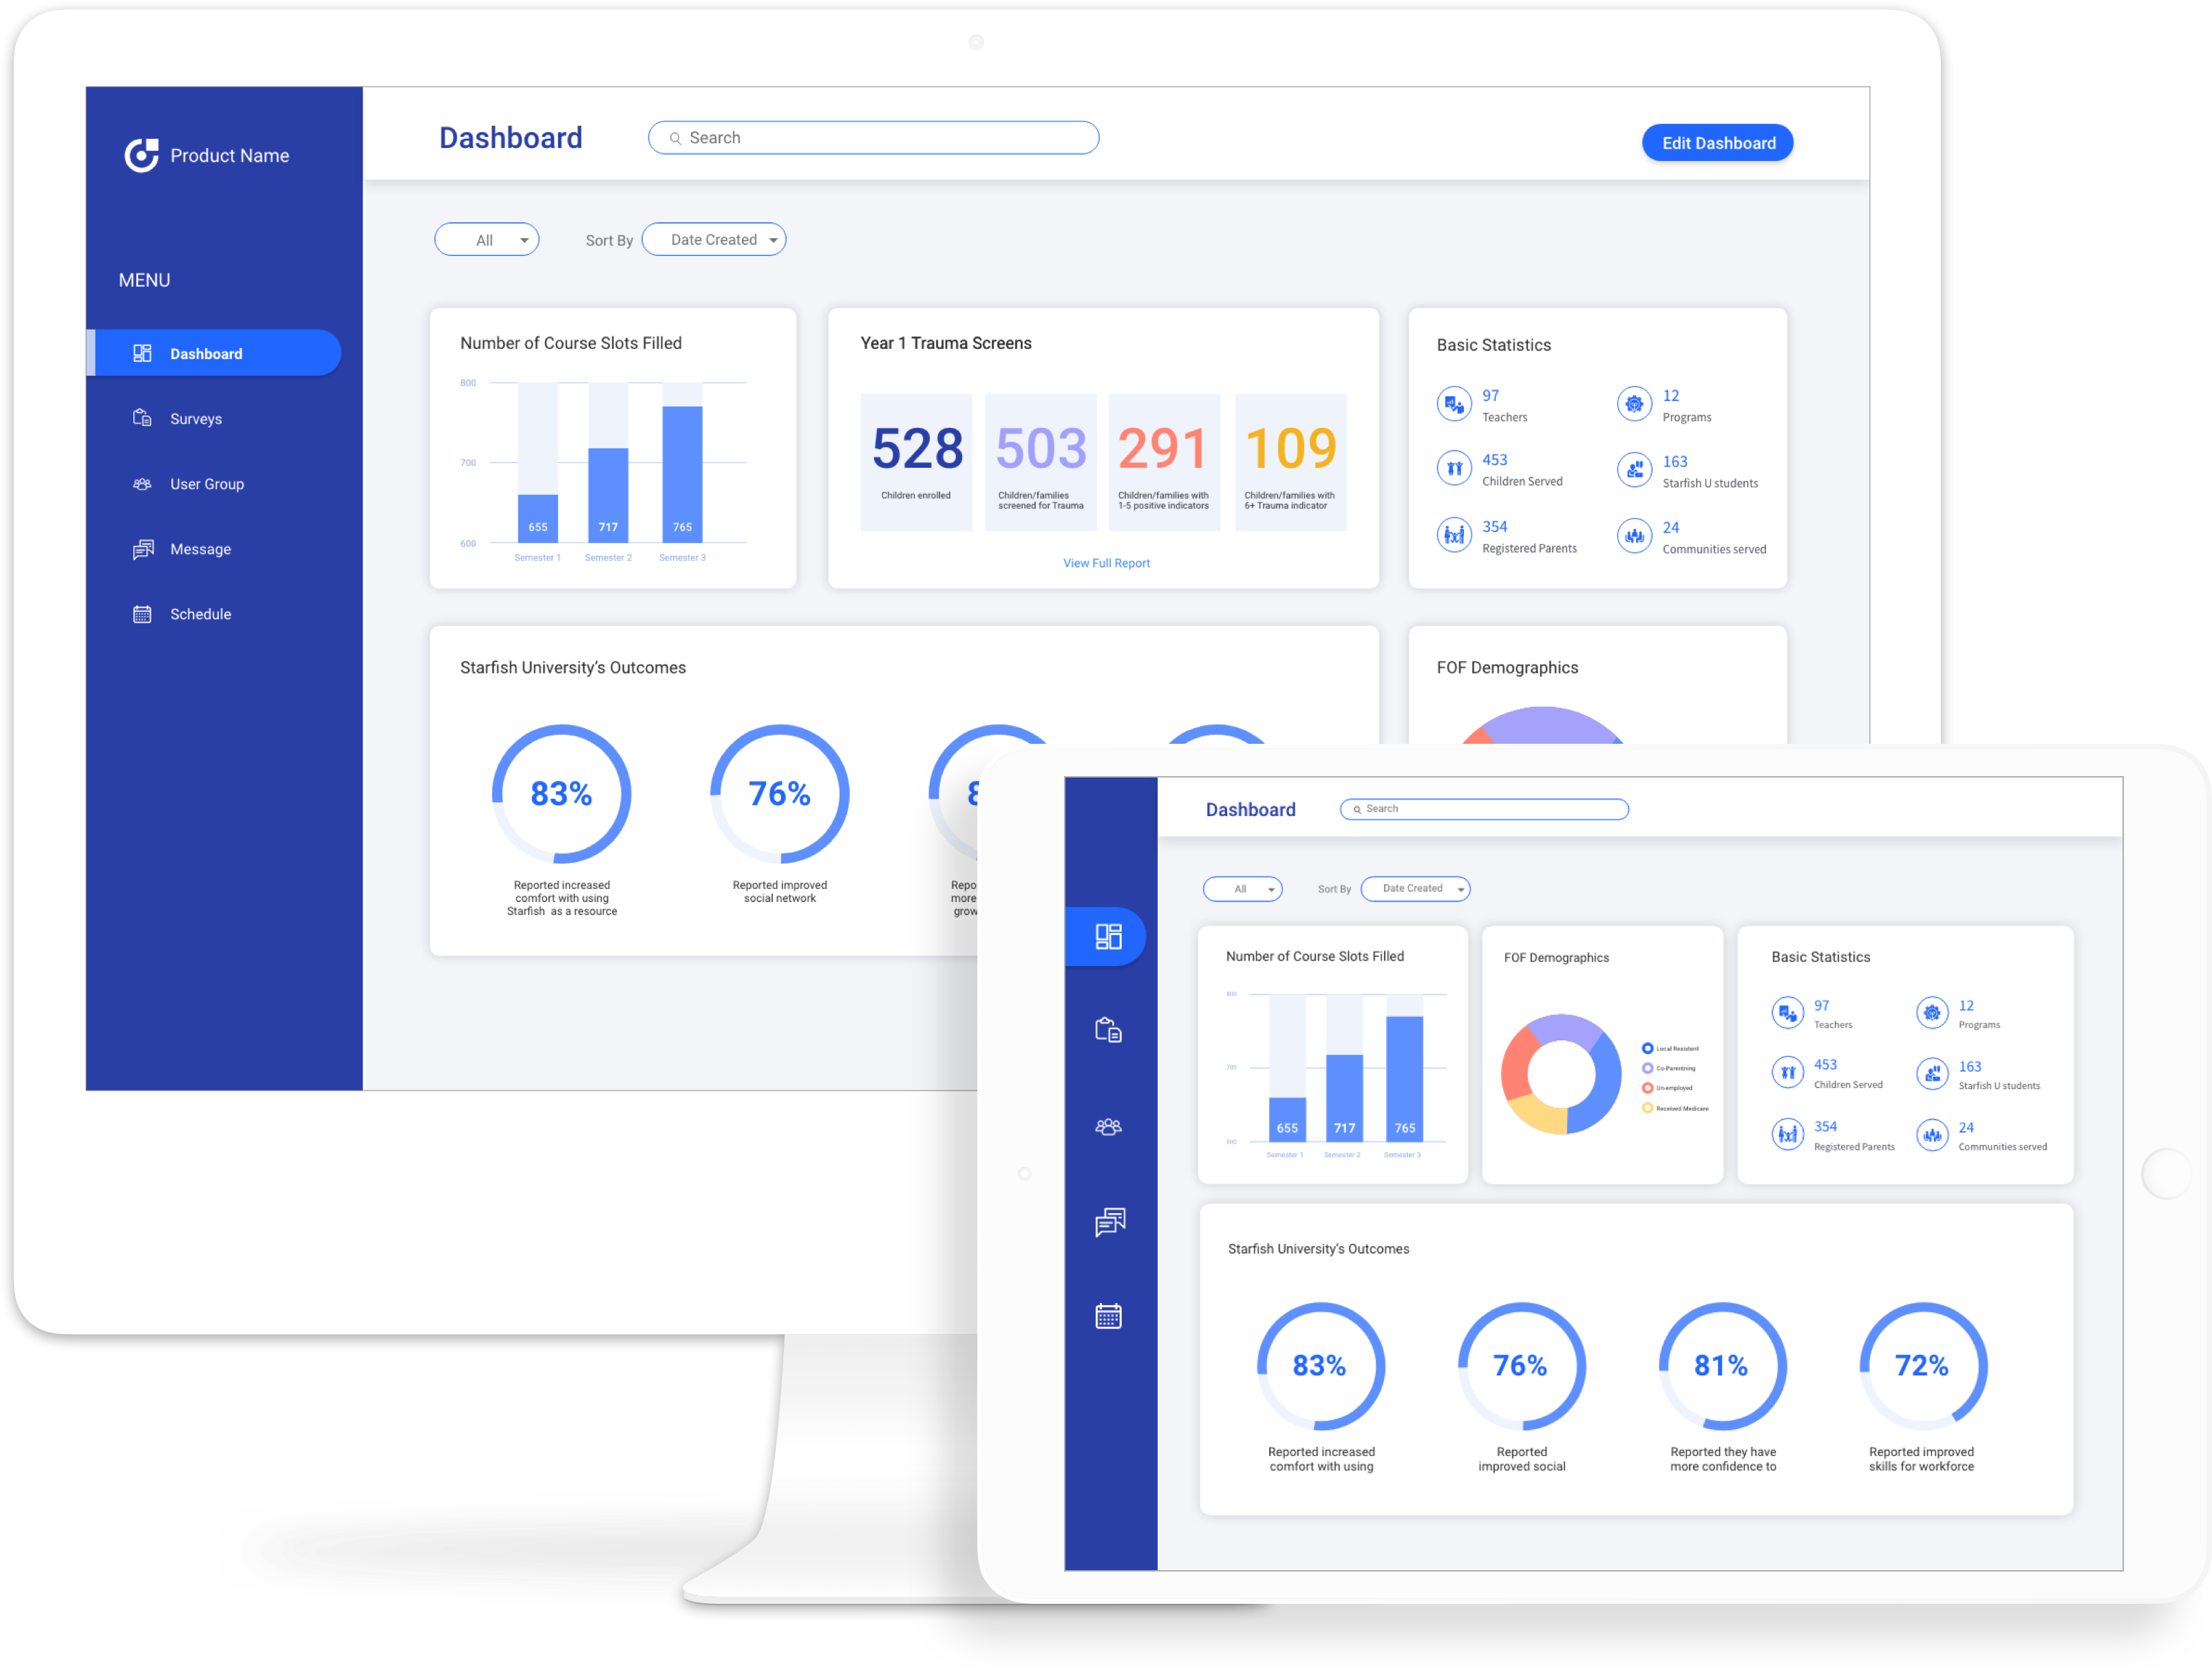 Product Name
MENU
Dashboard
Surveys
User Group
Message
Schedule
Dashboard
Search
Edit Dashboard
All
Sort By
Date Created
Number of Course Slots Filled
800
700
600
655
717
765
Semester 1
Semester 2
Semester 3
Year 1 Trauma Screens
528
Children enrolled
503
Children/families
screened for Trauma
291
Children/families with
1-5 positive indicators
109
Children/families with
6+ Trauma indicator
View Full Report
Basic Statistics
97
Teachers
12
Programs
453
Children Served
163
Starfish U students
354
Registered Parents
24
Communities served
Starfish University's Outcomes
83%
Reported increased
comfort with using
Starfish as a resource
76%
Reported improved
social network
8
Repo
more
grow
FOF Demographics
Dashboard
Search
All
Sort By
Date Created
Number of Course Slots Filled
800
700
600
655
717
765
Semester 1
Semester 2
Semester 3
FOF Demographics
Local Resistent
Co-Parentning
Un-employed
Received Medicare
Basic Statistics
97
Teachers
12
Programs
453
Children Served
163
Starfish U students
354
Registered Parents
24
Communities served
Starfish University's Outcomes
83%
Reported increased
comfort with using
76%
Reported
improved social
81%
Reported they have
more confidence to
72%
Reported improved
skills for workforce